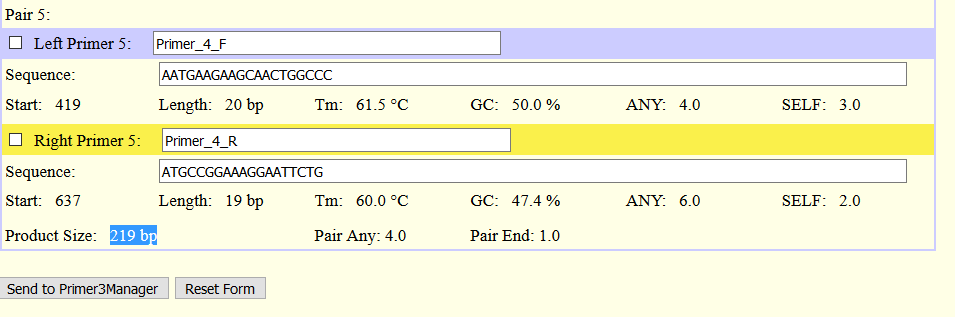 Pair 5:
Left Primer 5: Primer_4_F
Sequence: AATGAAGAAGCAACTGGCCC
Start: 419 Length: 20 bp Tm: 61.5 °C GC: 50.0 % ANY: 4.0 SELF: 3.0
Right Primer 5: Primer_4_R
Sequence: ATGCCGGAAAGGAATTCTG
Start: 637 Length: 19 bp Tm: 60.0 °C GC: 47.4 % ANY: 6.0 SELF: 2.0
Product Size: 219 bp Pair Any: 4.0 Pair End: 1.0
Send to Primer3Manager Reset Form